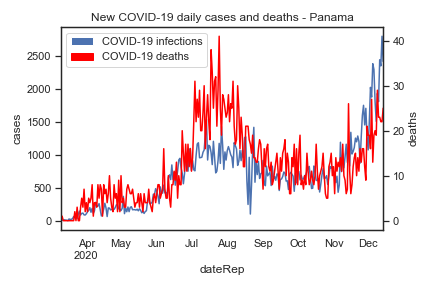 New COVID-19 daily cases and deaths - Panama
COVID-19 infections
COVID-19 deaths
2500
2000
1500
1000
500
0
cases
40
30
20
10
0
deaths
Apr May Jun Jul Aug Sep Oct Nov Dec
2020
dateRep